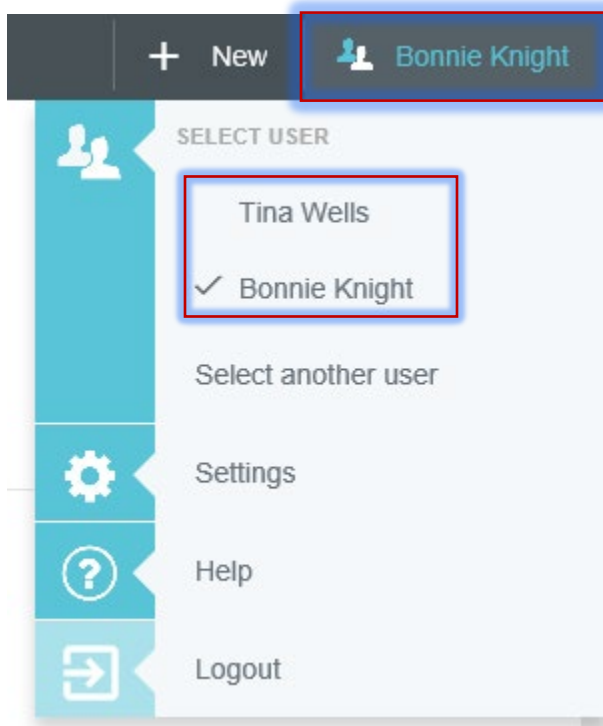 + New Bonnie Knight
SELECT USER
Tina Wells
✓ Bonnie Knight
Select another user
Settings
? Help
Logout